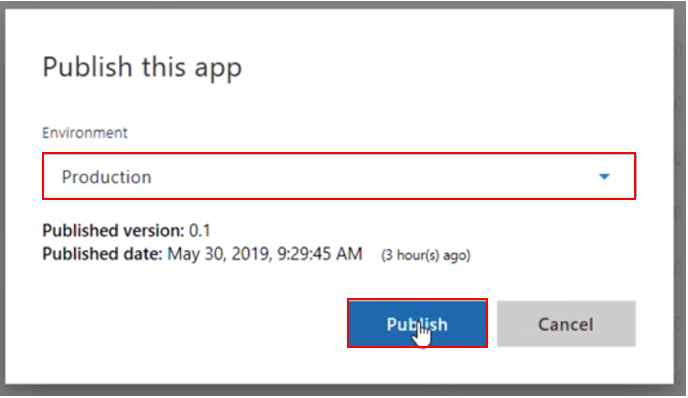 Publish this app
Environment
Production
Published version: 0.1
Published date: May 30, 2019, 9:29:45 AM (3 hour(s) ago)
Publish Cancel